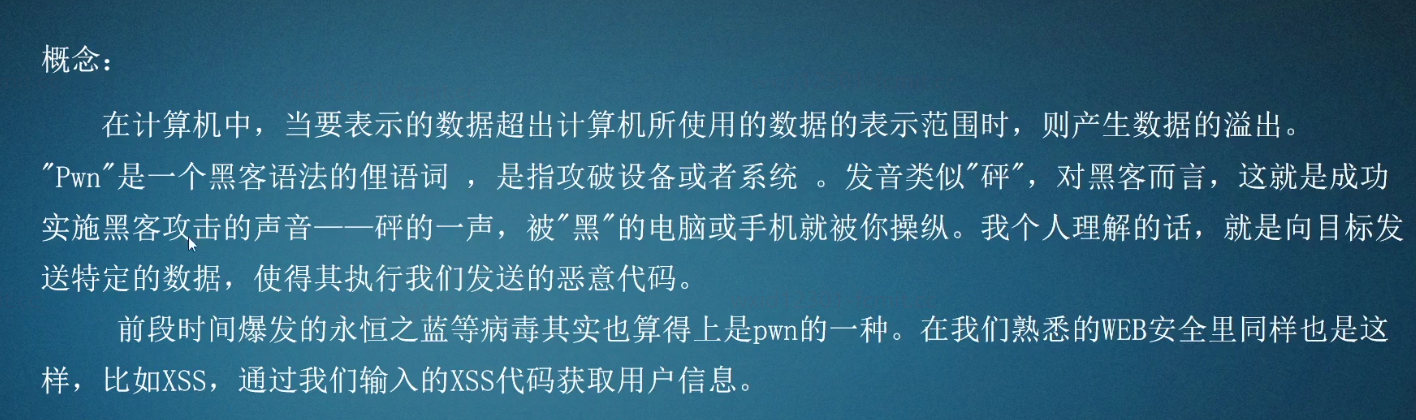 概念：
在计算机中，当要表示的数据超出计算机所使用的数据的表示范围时，则产生数据的溢出。
"Pwn"是一个黑客语法的俚语词 ，是指攻破设备或者系统 。发音类似"砰"，对黑客而言，这就是成功
实施黑客攻击的声音——砰的一声，被"黑"的电脑或手机就被你操纵。我个人理解的话，就是向目标发
送特定的数据，使得其执行我们发送的恶意代码。
前段时间爆发的永恒之蓝等病毒其实也算得上是pwn的一种。在我们熟悉的WEB安全里同样也是这
样，比如XSS，通过我们输入的XSS代码获取用户信息。